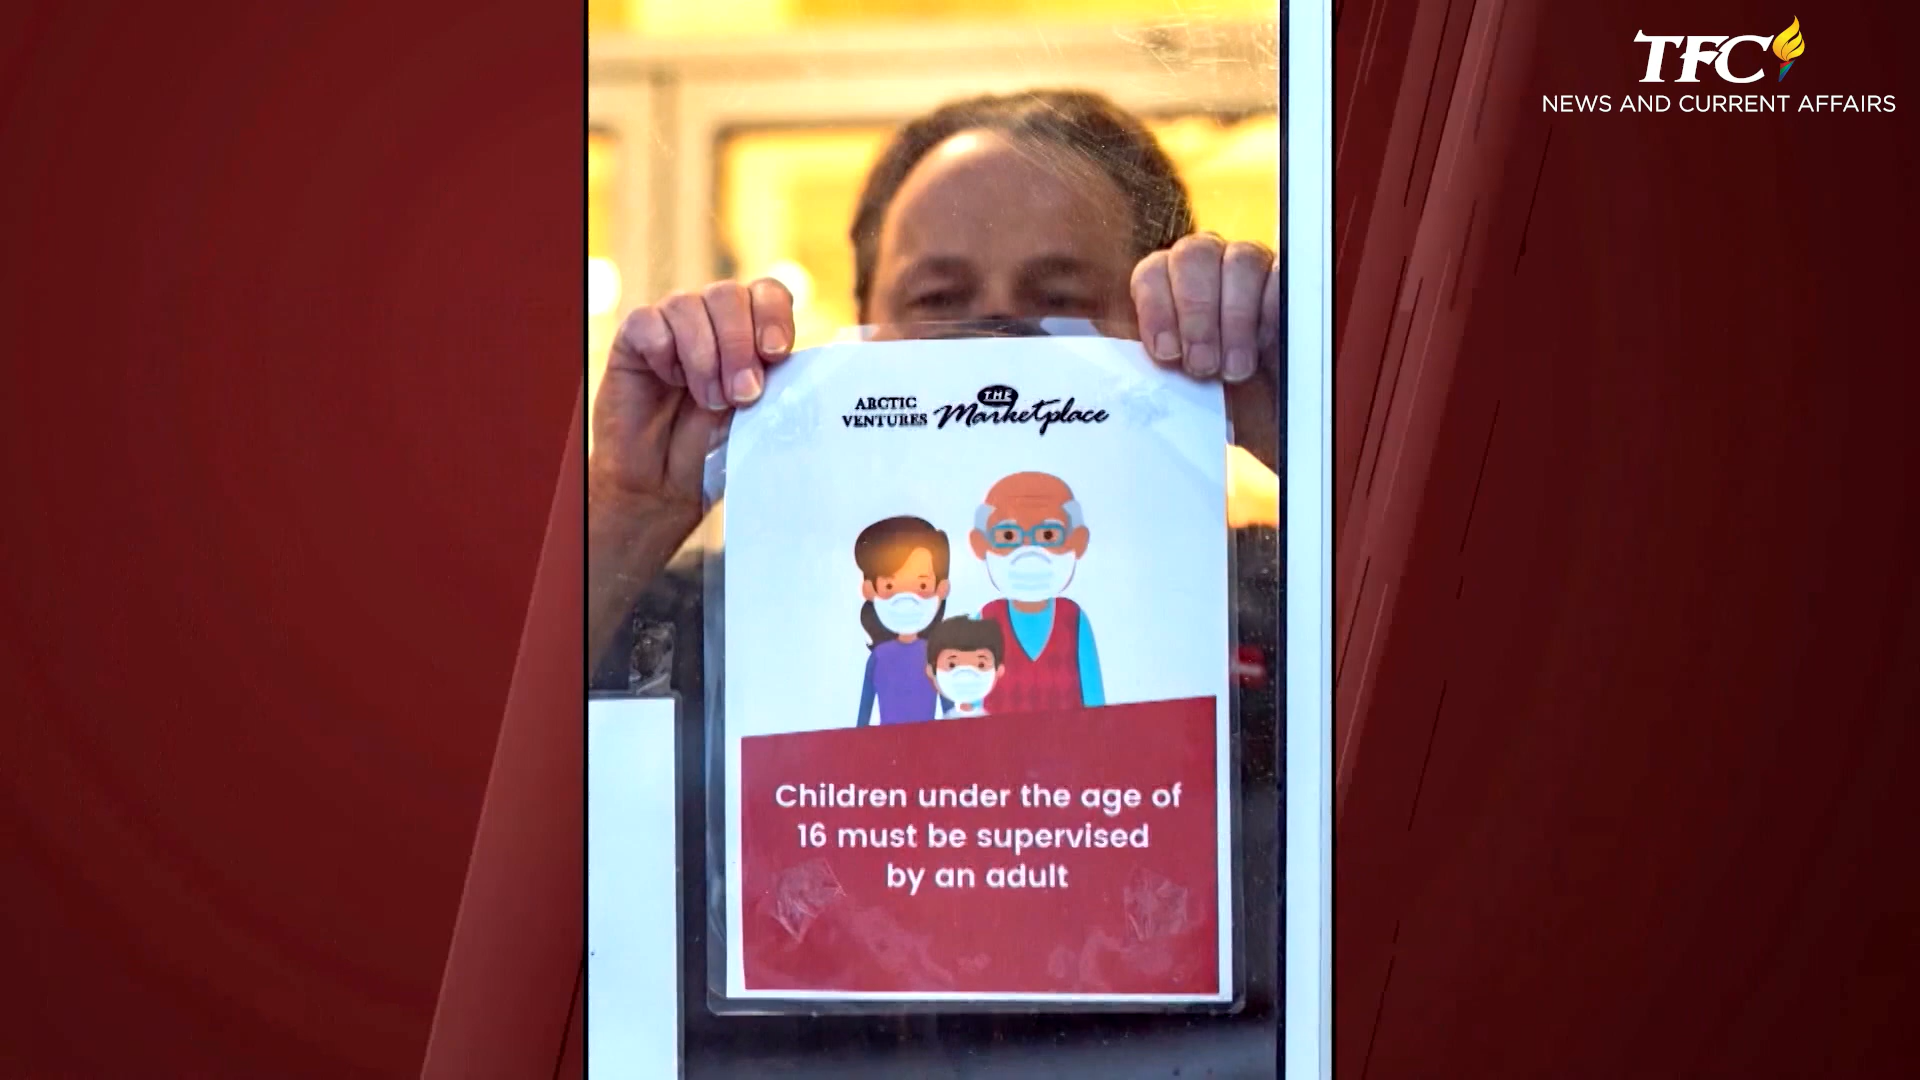 TFC
NEWS AND CURRENT AFFAIRS
ARCTIC
VENTURES
THE
Marketplace
Children under the age of
16 must be supervised
by an adult